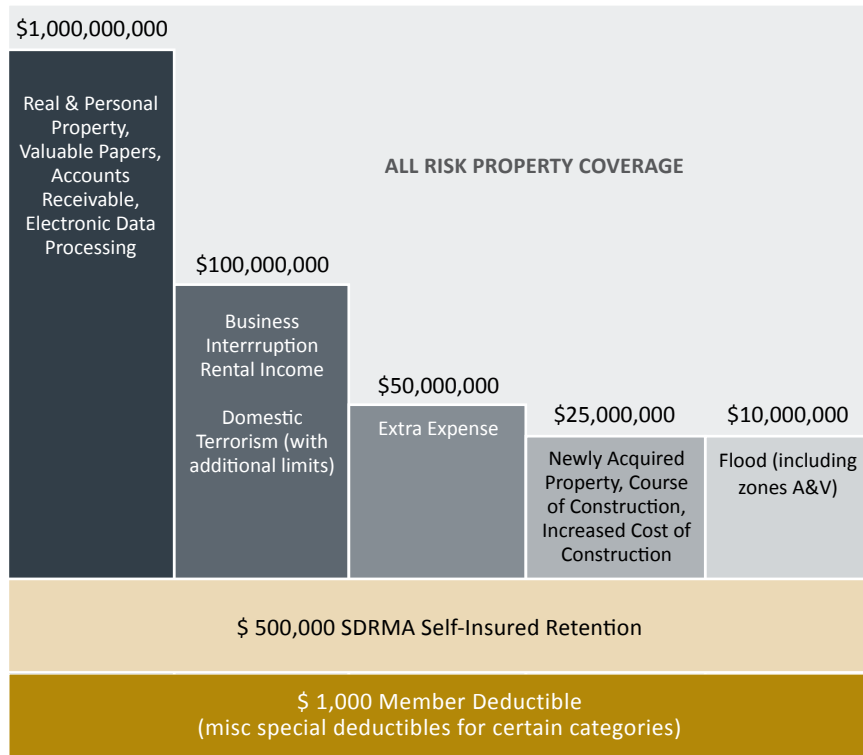 $1,000,000,000
Real & Personal
Property,
Valuable Papers,
Accounts
Receivable,
Electronic Data
Processing
ALL RISK PROPERTY COVERAGE
$100,000,000
Business
Interrruption
Rental Income
Domestic
Terrorism (with
additional limits)
$50,000,000
Extra Expense
$25,000,000
Newly Acquired
Property, Course
of Construction,
Increased Cost of
Construction
$10,000,000
Flood (including
zones A&V)
$ 500,000 SDRMA Self-Insured Retention
$ 1,000 Member Deductible
(misc special deductibles for certain categories)